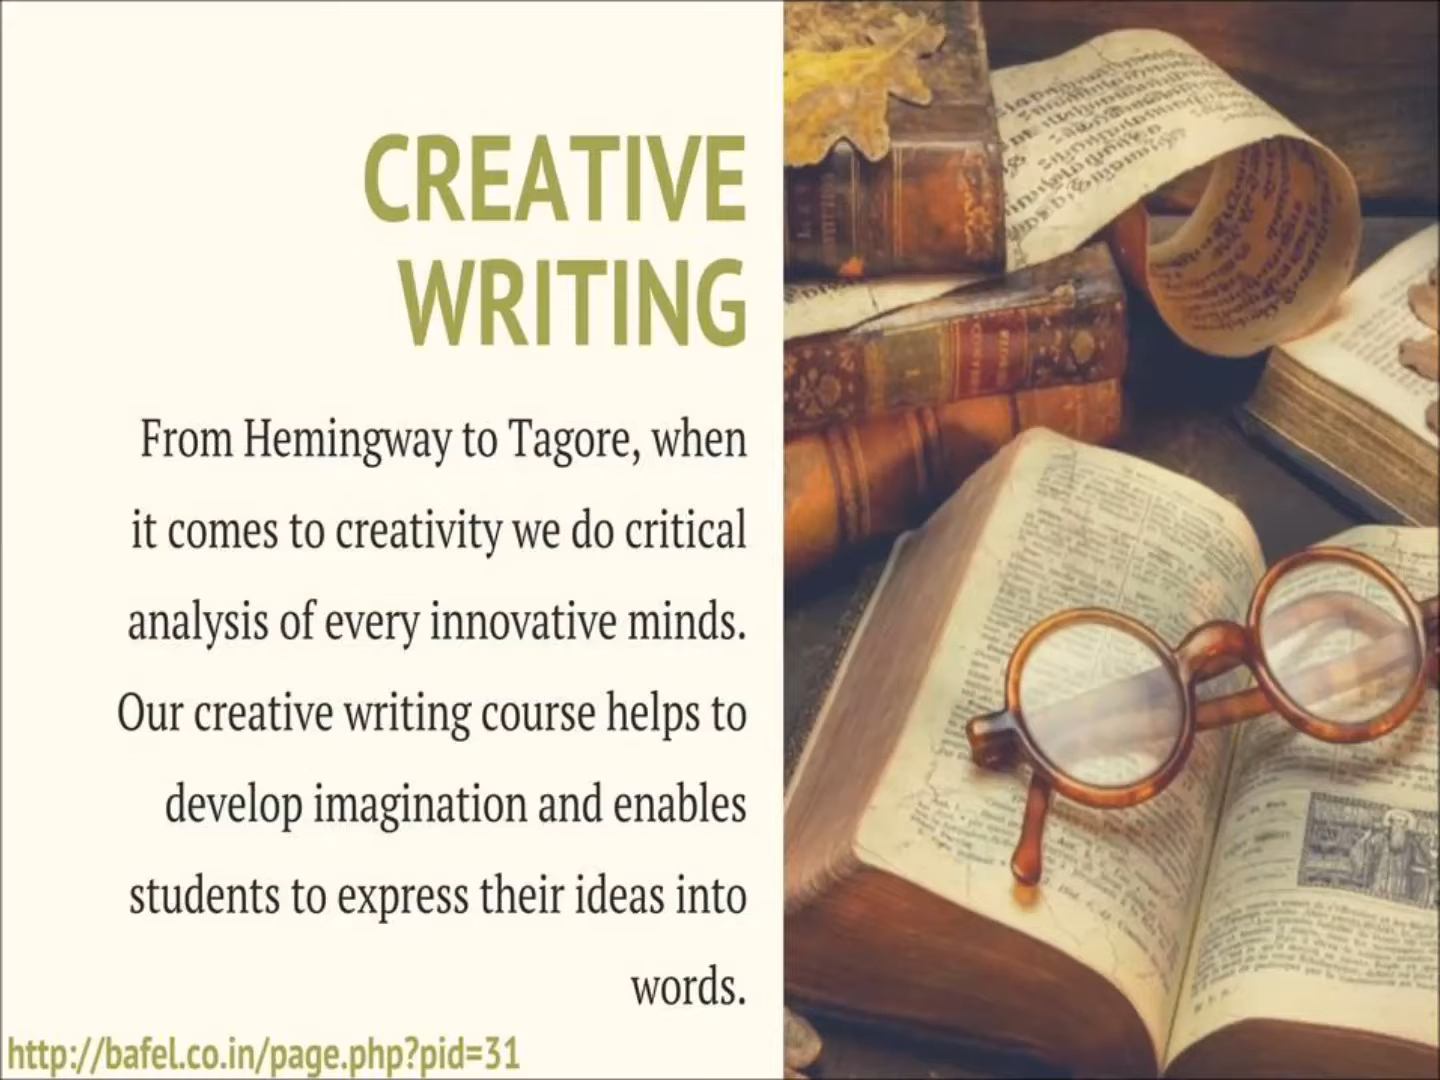 CREATIVE
WRITING
From Hemingway to Tagore, when
it comes to creativity we do critical
analysis of every innovative minds.
Our creative writing course helps to
develop imagination and enables
students to express their ideas into
words.
http://bafel.co.in/page.php?pid=31